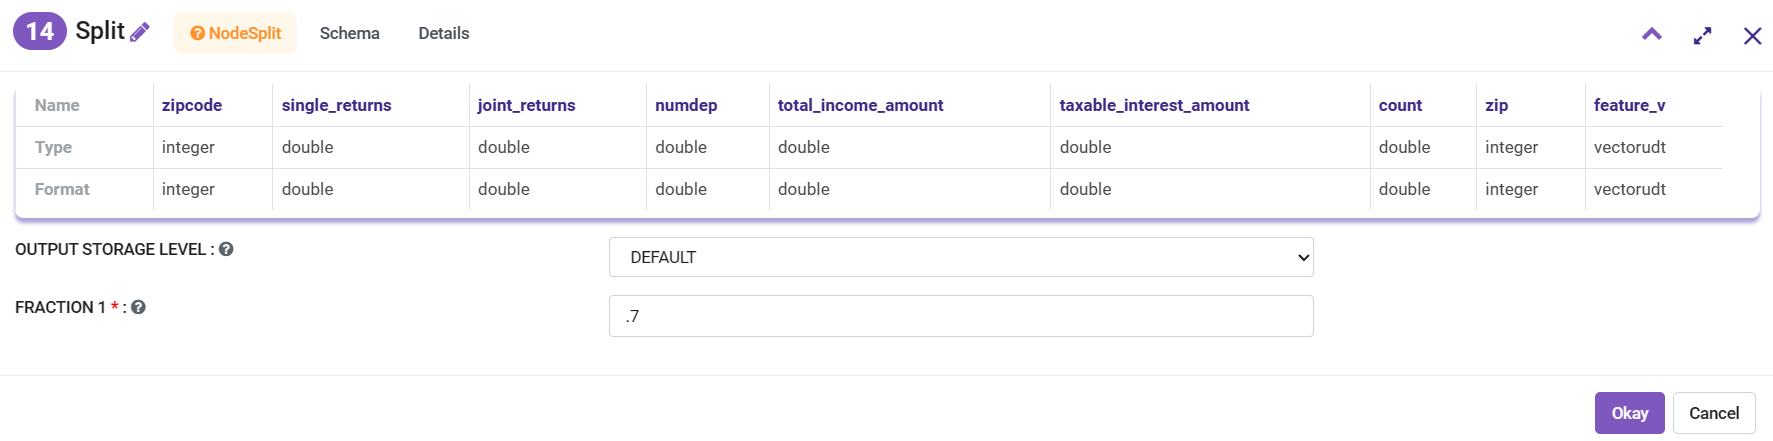 14 Split NodeSplit Schema Details
Name zipcode single_returns joint_returns numdep total_income_amount taxable_interest_amount count zip feature_v
Type integer double double double double double double integer vectorudt
Format integer double double double double double double integer vectorudt
OUTPUT STORAGE LEVEL : DEFAULT
FRACTION 1 * : .7
Okay Cancel